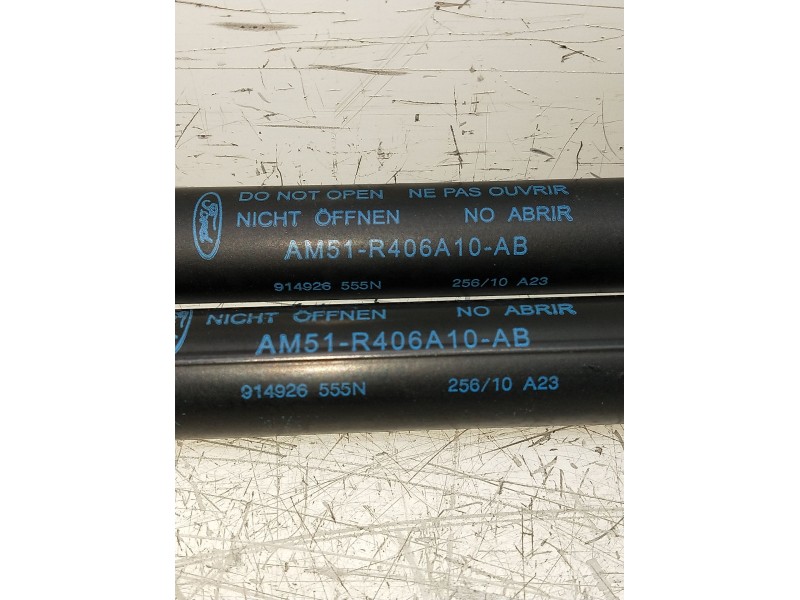 DO NOT OPEN NE PAS OUVRIR
Ford NICHT ÖFFNEN NO ABRIR
AM51-R406A10-AB
914926 555N 256/10 A23
NICHT ÖFFNEN NO ABRIR
AM51-R406A10-AB
914926 555N 256/10 A23